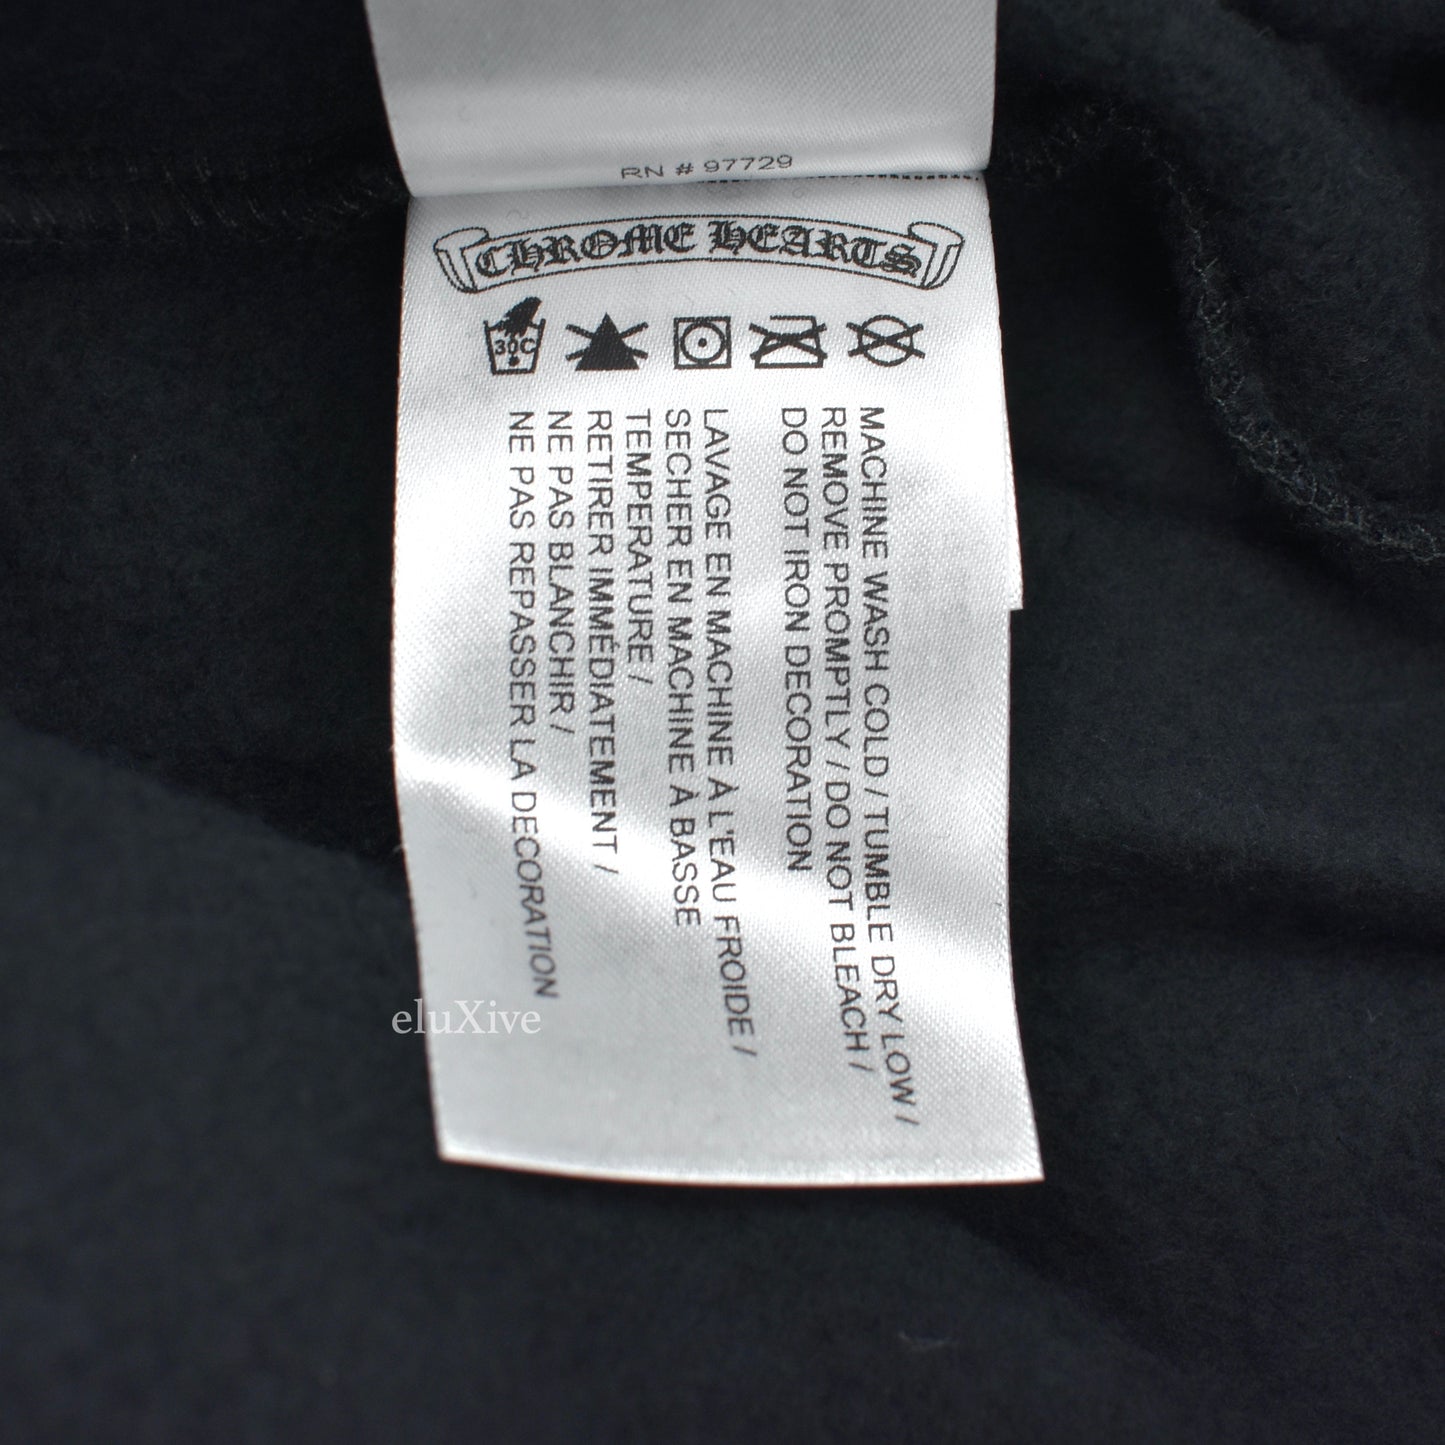 RN # 97729
CHROME HEARTS
30C
MACHINE WASH COLD / TUMBLE DRY LOW /
REMOVE PROMPTLY / DO NOT BLEACH /
DO NOT IRON DECORATION
LAVAGE EN MACHINE À L'EAU FROIDE /
SECHER EN MACHINE À BASSE
TEMPERATURE /
RETIRER IMMÉDIATEMENT /
NE PAS BLANCHIR /
NE PAS REPASSER LA DECORATION
eluXive